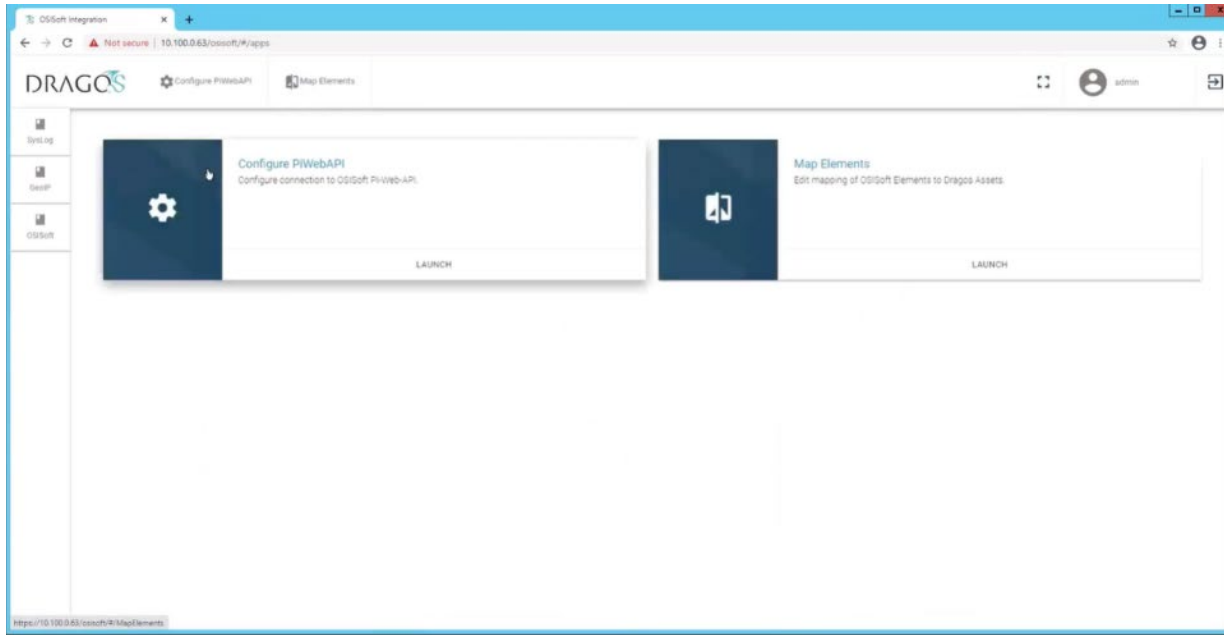 OSISoft Integration
Not secure | 10.100.0.63/osisoft/#/apps
DRAGOS
Configure PiWebAPI
Map Elements
admin
SysLog
GeoIP
OSISoft
Configure PiWebAPI
Configure connection to OSISoft Pi-Web-API.
LAUNCH
Map Elements
Edit mapping of OSISoft Elements to Dragos Assets.
LAUNCH
https://10.100.0.63/osisoft/#/MapElements